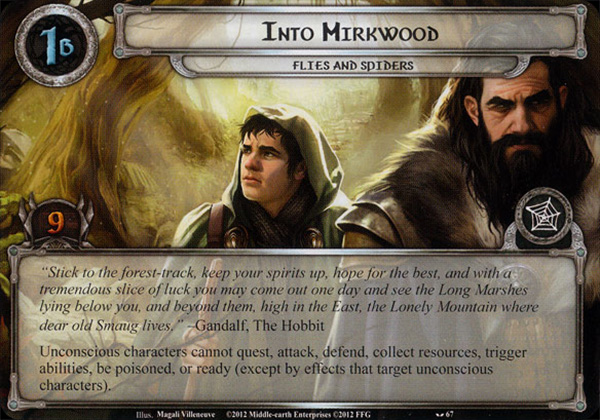 1B
INTO MIRKWOOD
FLIES AND SPIDERS
9
“Stick to the forest-track, keep your spirits up, hope for the best, and with a
tremendous slice of luck you may come out one day and see the Long Marshes
lying below you, and beyond them, high in the East, the Lonely Mountain where
dear old Smaug lives.” –Gandalf, The Hobbit
Unconscious characters cannot quest, attack, defend, collect resources, trigger
abilities, be poisoned, or ready (except by effects that target unconscious
characters).
Illus. Magali Villeneuve ©2012 Middle-earth Enterprises ©2012 FFG 67